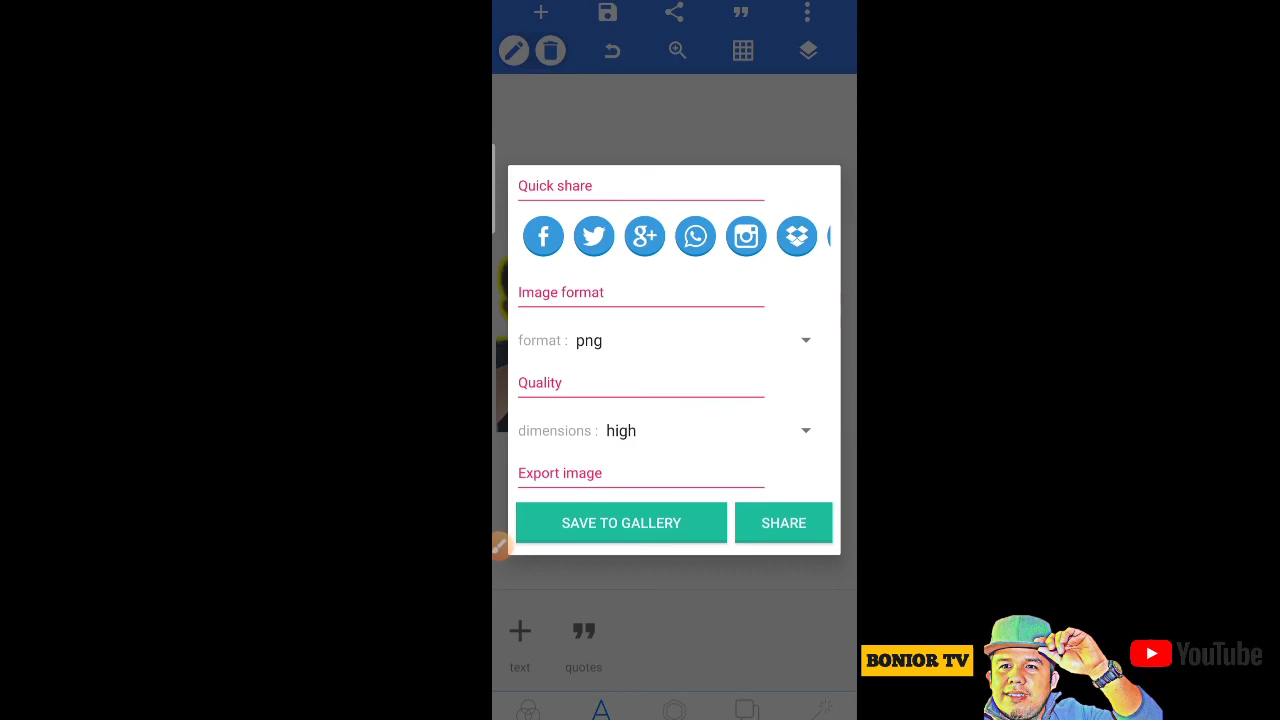 Quick share
Image format
format : png
Quality
dimensions : high
Export image
SAVE TO GALLERY SHARE
text quotes
BONIOR TV YouTube